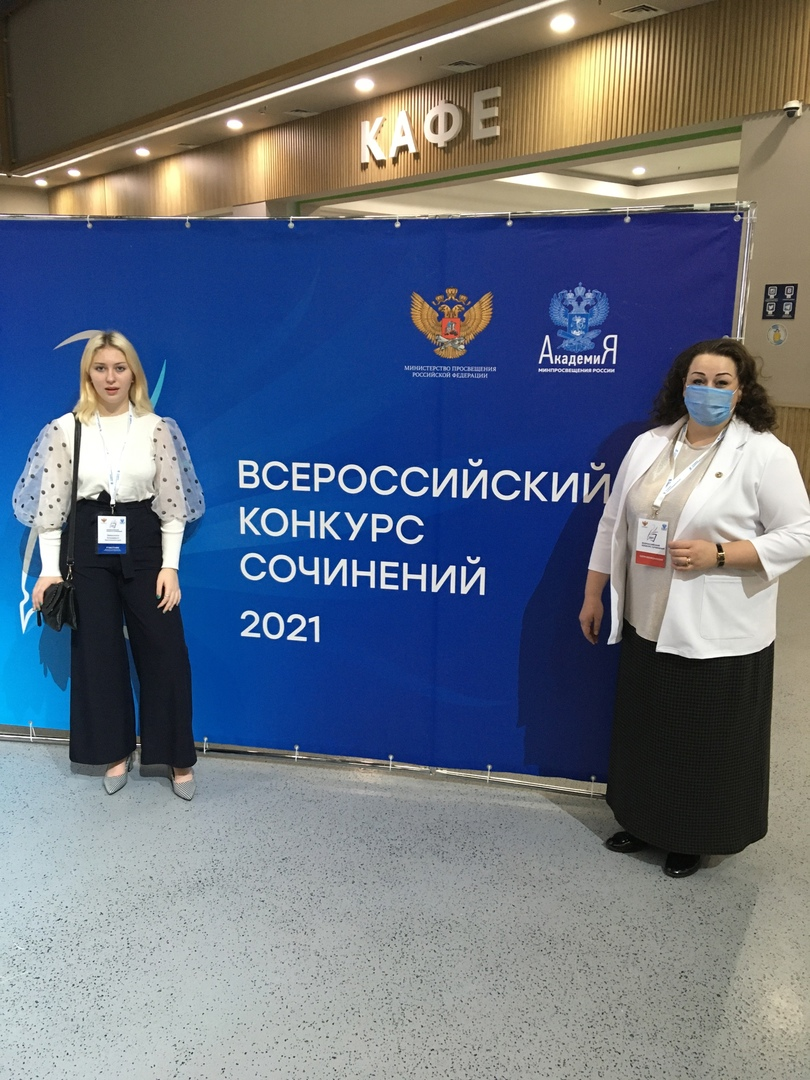 КАФЕ
МИНИСТЕРСТВО ПРОСВЕЩЕНИЯ
РОССИЙСКОЙ ФЕДЕРАЦИИ
АкадемиЯ
МИНПРОСВЕЩЕНИЯ РОССИИ
ВСЕРОССИЙСКИЙ
КОНКУРС
СОЧИНЕНИЙ
2021